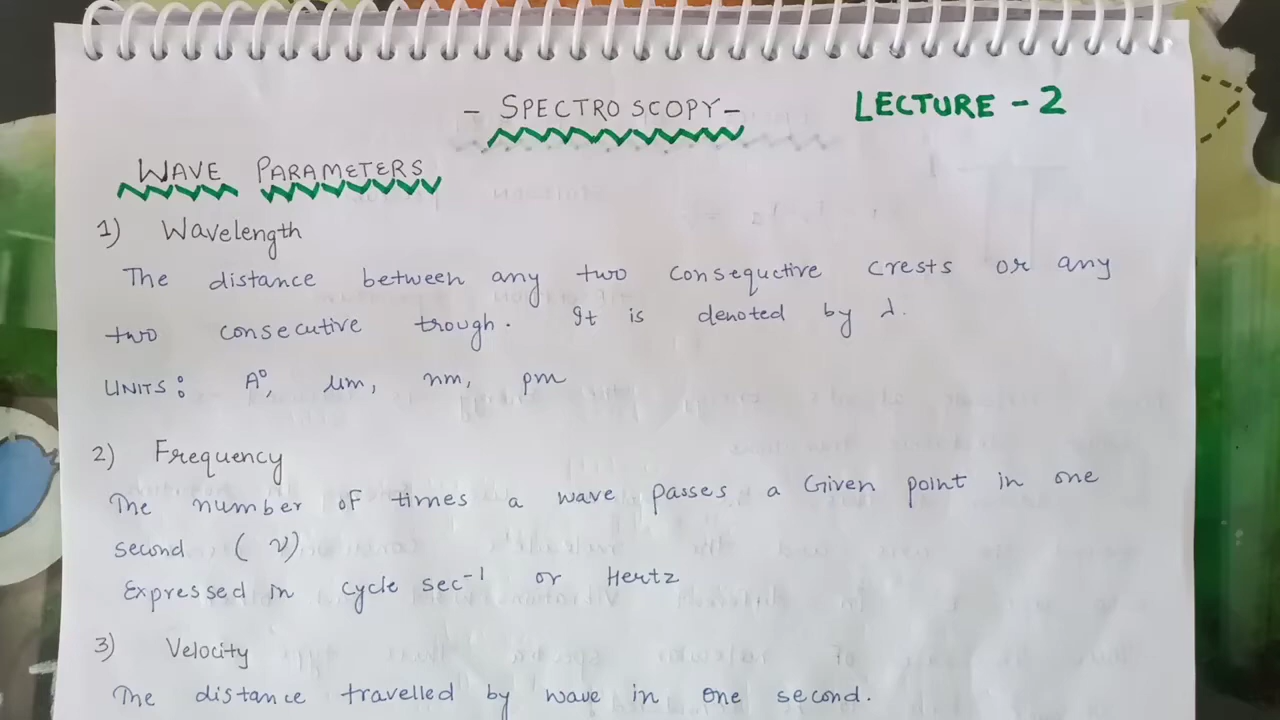 - SPECTROSCOPY - LECTURE - 2
WAVE PARAMETERS
1) Wavelength
The distance between any two consequctive crests or any
two consecutive trough. It is denoted by λ.
UNITS: A°, μm, nm, pm
2) Frequency
The number of times a wave passes a Given point in one
second (ν)
Expressed in cycle sec⁻¹ or Hertz
3) Velocity
The distance travelled by wave in one second.